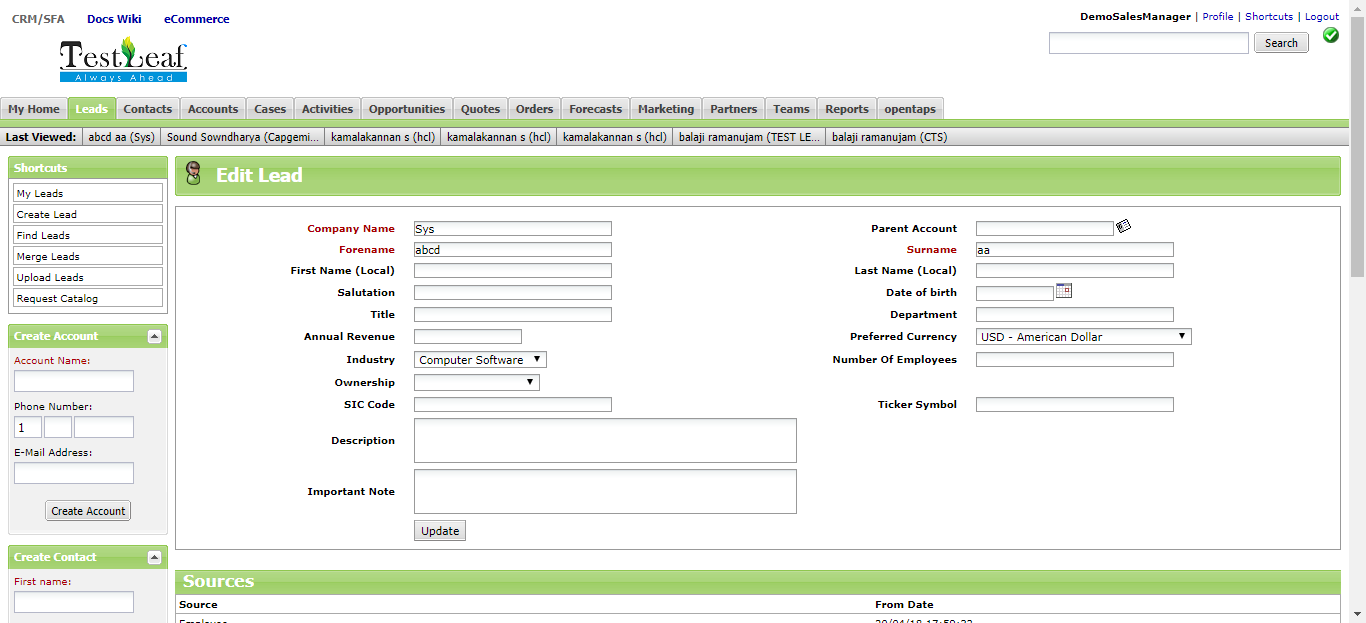 CRM/SFA Docs Wiki eCommerce
DemoSalesManager | Profile | Shortcuts | Logout
TestLeaf
Always Ahead
Search
My Home Leads Contacts Accounts Cases Activities Opportunities Quotes Orders Forecasts Marketing Partners Teams Reports opentaps
Last Viewed: abcd aa (Sys) Sound Sowndharya (Capgemi... kamalakannan s (hcl) kamalakannan s (hcl) kamalakannan s (hcl) balaji ramanujam (TEST LE... balaji ramanujam (CTS)
Shortcuts
My Leads
Create Lead
Find Leads
Merge Leads
Upload Leads
Request Catalog
Create Account
Account Name:
Phone Number:
1
E-Mail Address:
Create Account
Create Contact
First name:
Edit Lead
Company Name Sys Parent Account
Forename abcd Surname aa
First Name (Local) Last Name (Local)
Salutation Date of birth
Title Department
Annual Revenue Preferred Currency USD - American Dollar
Industry Computer Software Number Of Employees
Ownership
SIC Code Ticker Symbol
Description
Important Note
Update
Sources
Source From Date